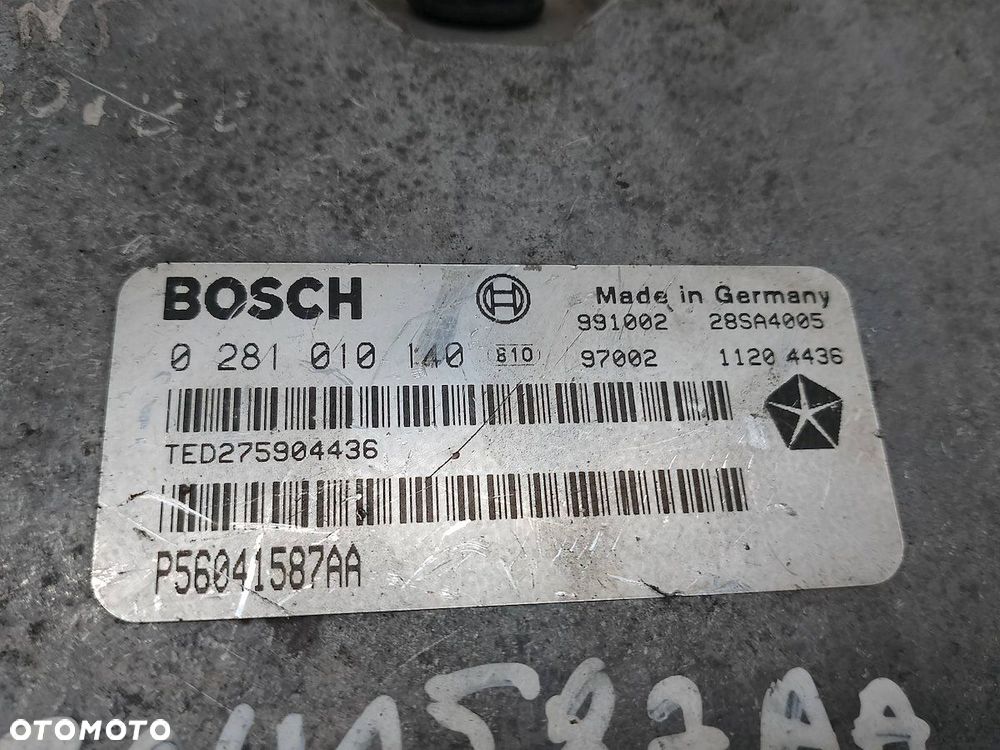 BOSCH
Made in Germany
991002 28SA4005
0 281 010 140 810 97002 1120 4436
TED275904436
P56041587AA
OTOMOTO